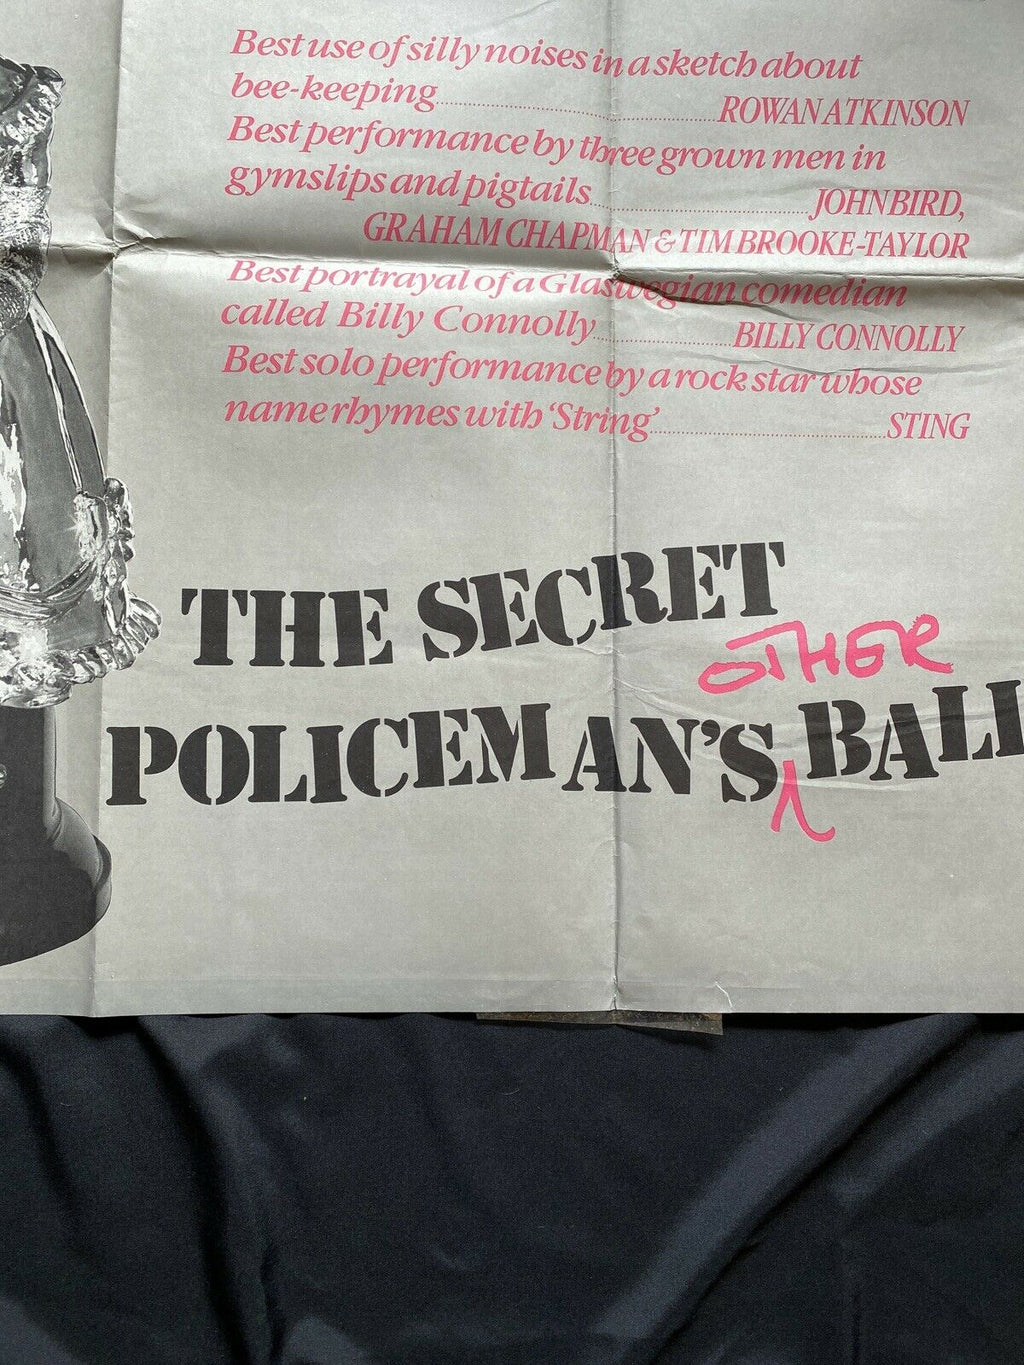 Best use of silly noises in a sketch about
bee-keeping........................ROWAN ATKINSON
Best performance by three grown men in
gymslips and pigtails........................JOHN BIRD,
GRAHAM CHAPMAN & TIM BROOKE-TAYLOR
Best portrayal of a Glaswegian comedian
called Billy Connolly........................BILLY CONNOLLY
Best solo performance by a rock star whose
name rhymes with 'String'........................STING
THE SECRET
OTHER
POLICEMAN'S BALL